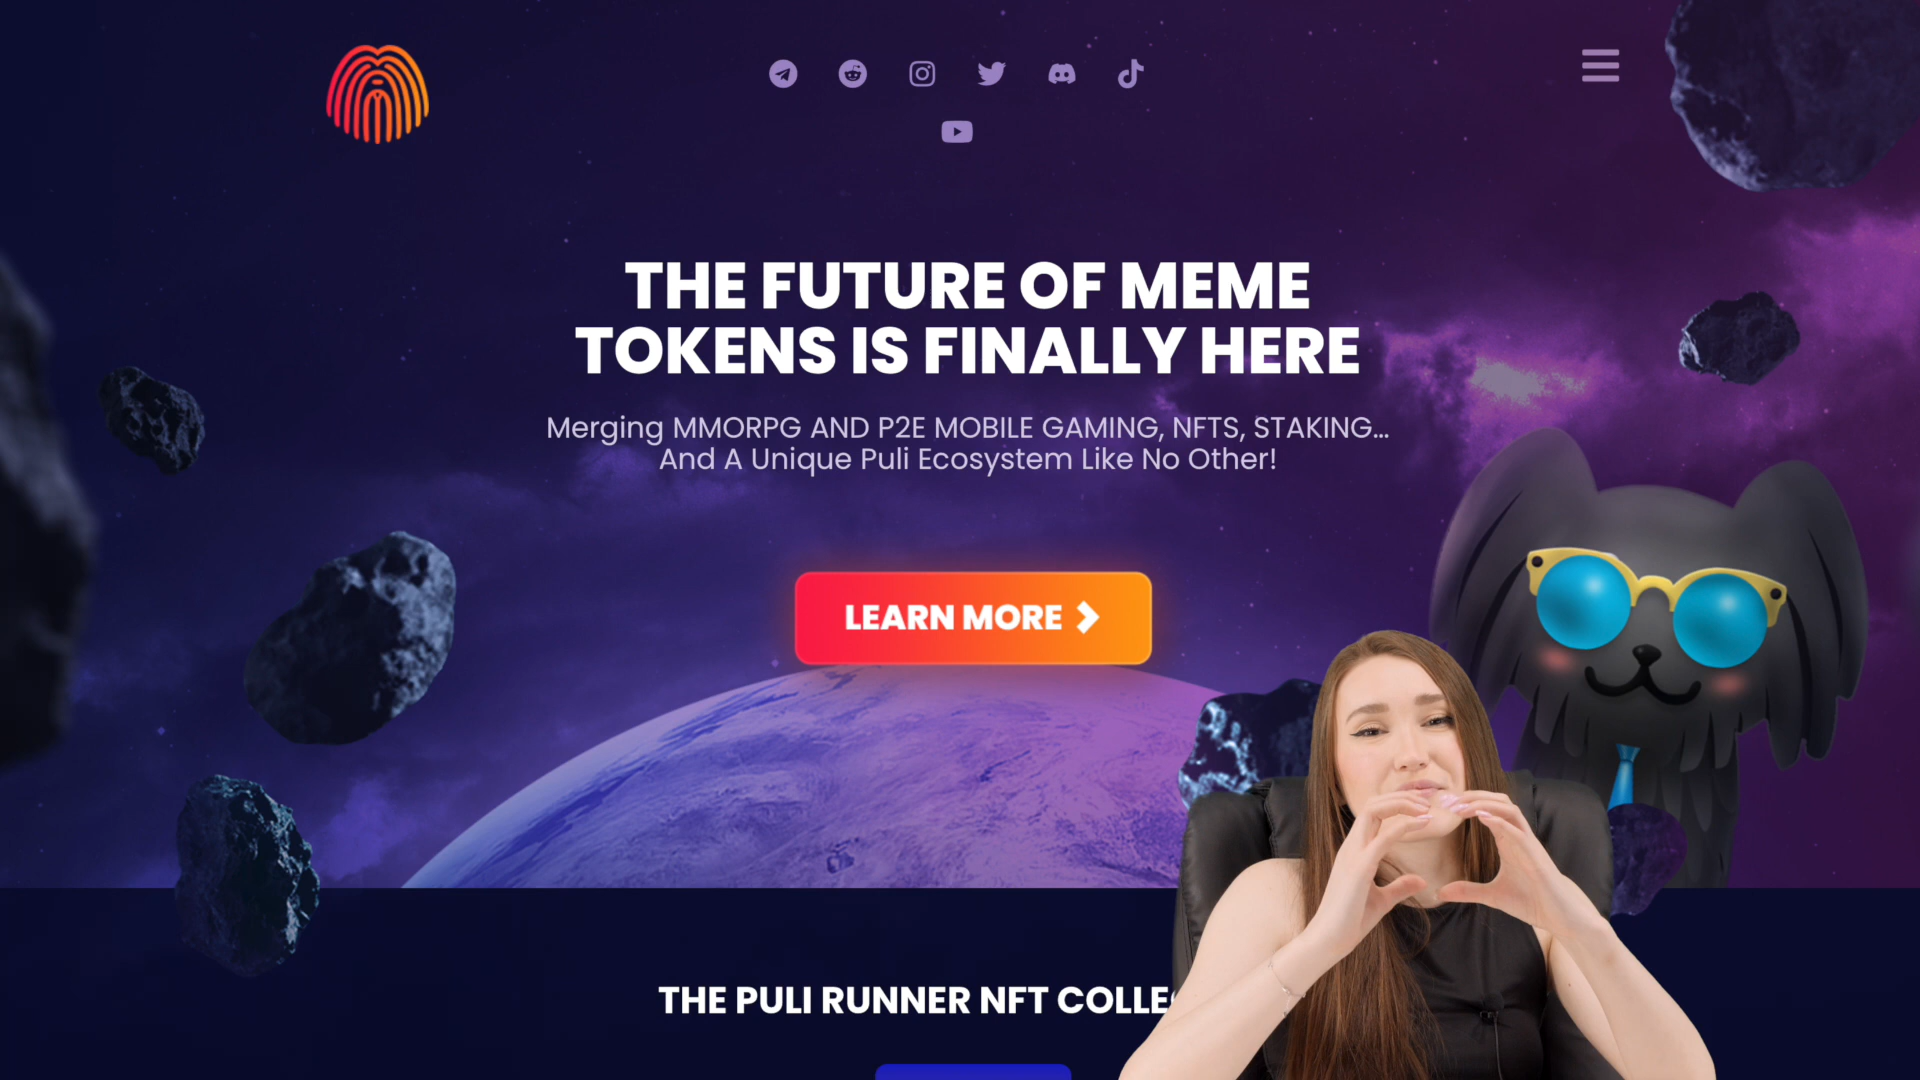 THE FUTURE OF MEME
TOKENS IS FINALLY HERE
Merging MMORPG AND P2E MOBILE GAMING, NFTS, STAKING...
And A Unique Puli Ecosystem Like No Other!
LEARN MORE
THE PULI RUNNER NFT